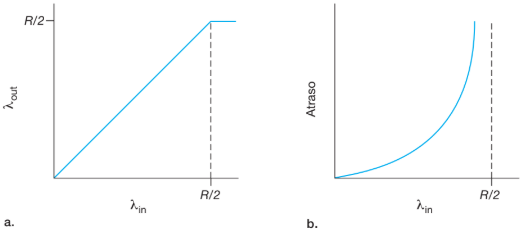 R/2
λout
R/2
λin
a.
Atraso
R/2
λin
b.